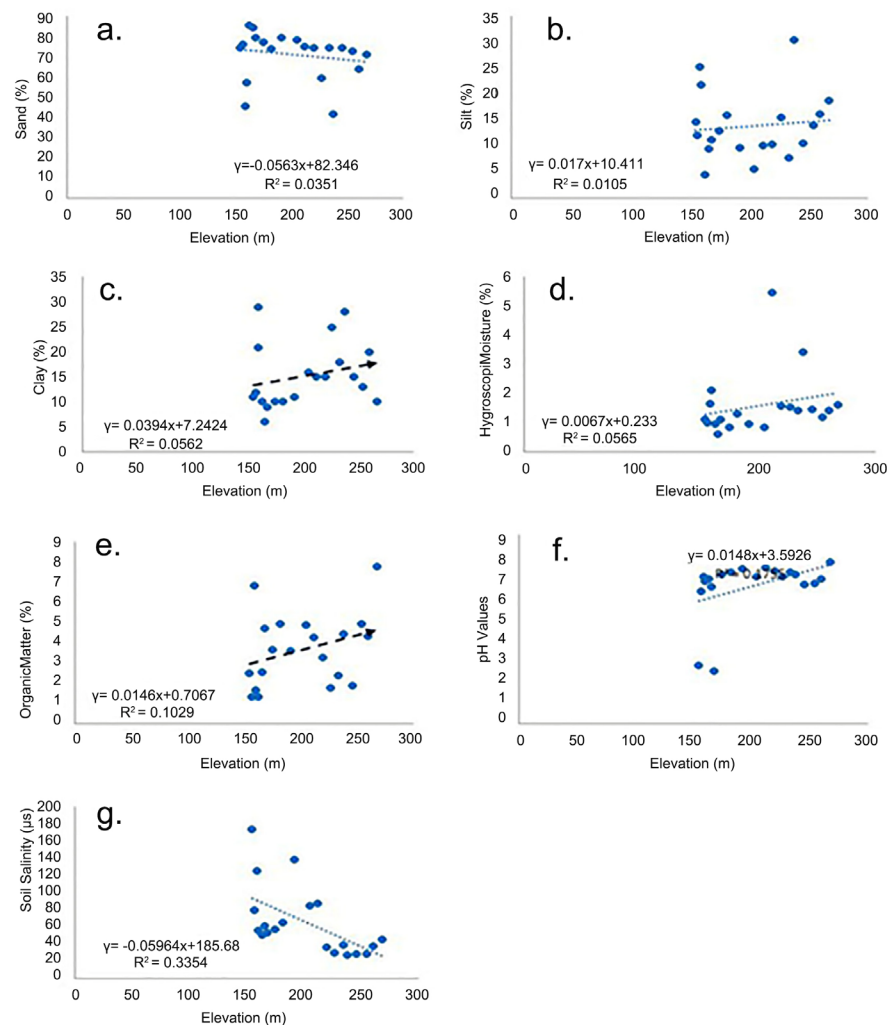 a.
90
80
70
60
50
40
30
20
10
0
Sand (%)
γ=-0.0563x+82.346
R² = 0.0351
0 50 100 150 200 250 300
Elevation (m)
b.
35
30
25
20
15
10
5
0
Silt (%)
γ= 0.017x+10.411
R² = 0.0105
0 50 100 150 200 250 300
Elevation (m)
c.
35
30
25
20
15
10
5
0
Clay (%)
γ= 0.0394x+7.2424
R² = 0.0562
0 50 100 150 200 250 300
Elevation (m)
d.
6
5
4
3
2
1
0
HygroscopiMoisture (%)
γ= 0.0067x+0.233
R² = 0.0565
0 100 200 300
Elevation (m)
e.
9
8
7
6
5
4
3
2
1
0
OrganicMatter (%)
γ= 0.0146x+0.7067
R² = 0.1029
0 50 100 150 200 250 300
Elevation (m)
f.
9
8
7
6
5
4
3
2
1
0
pH Values
γ= 0.0148x+3.5926
0 50 100 150 200 250 300
Elevation (m)
g.
200
180
160
140
120
100
80
60
40
20
0
Soil Salinity (µs)
γ= -0.05964x+185.68
R² = 0.3354
0 50 100 150 200 250 300
Elevation (m)